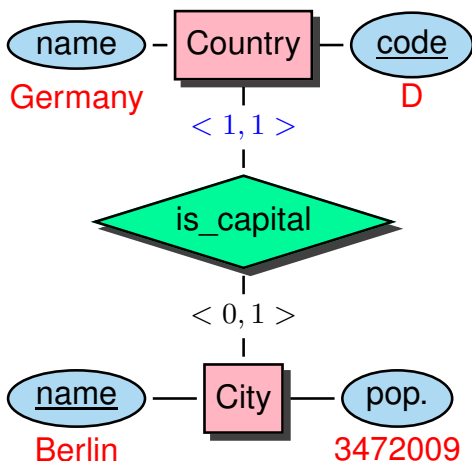 name Country code
Germany D
< 1, 1 >
is_capital
< 0, 1 >
name City pop.
Berlin 3472009